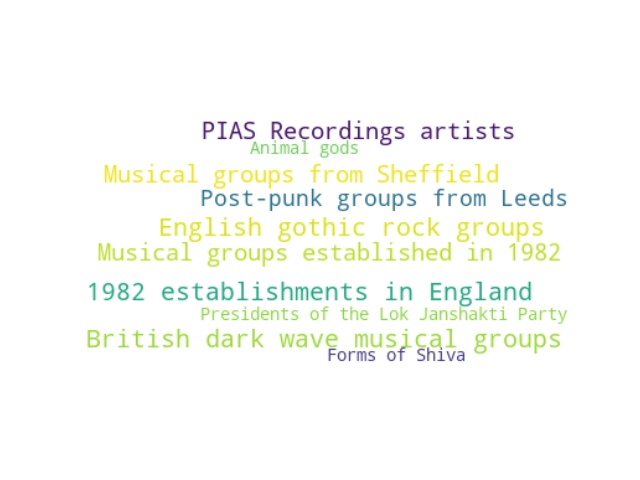 PIAS Recordings artists
Animal gods
Musical groups from Sheffield
Post-punk groups from Leeds
English gothic rock groups
Musical groups established in 1982
1982 establishments in England
Presidents of the Lok Janshakti Party
British dark wave musical groups
Forms of Shiva